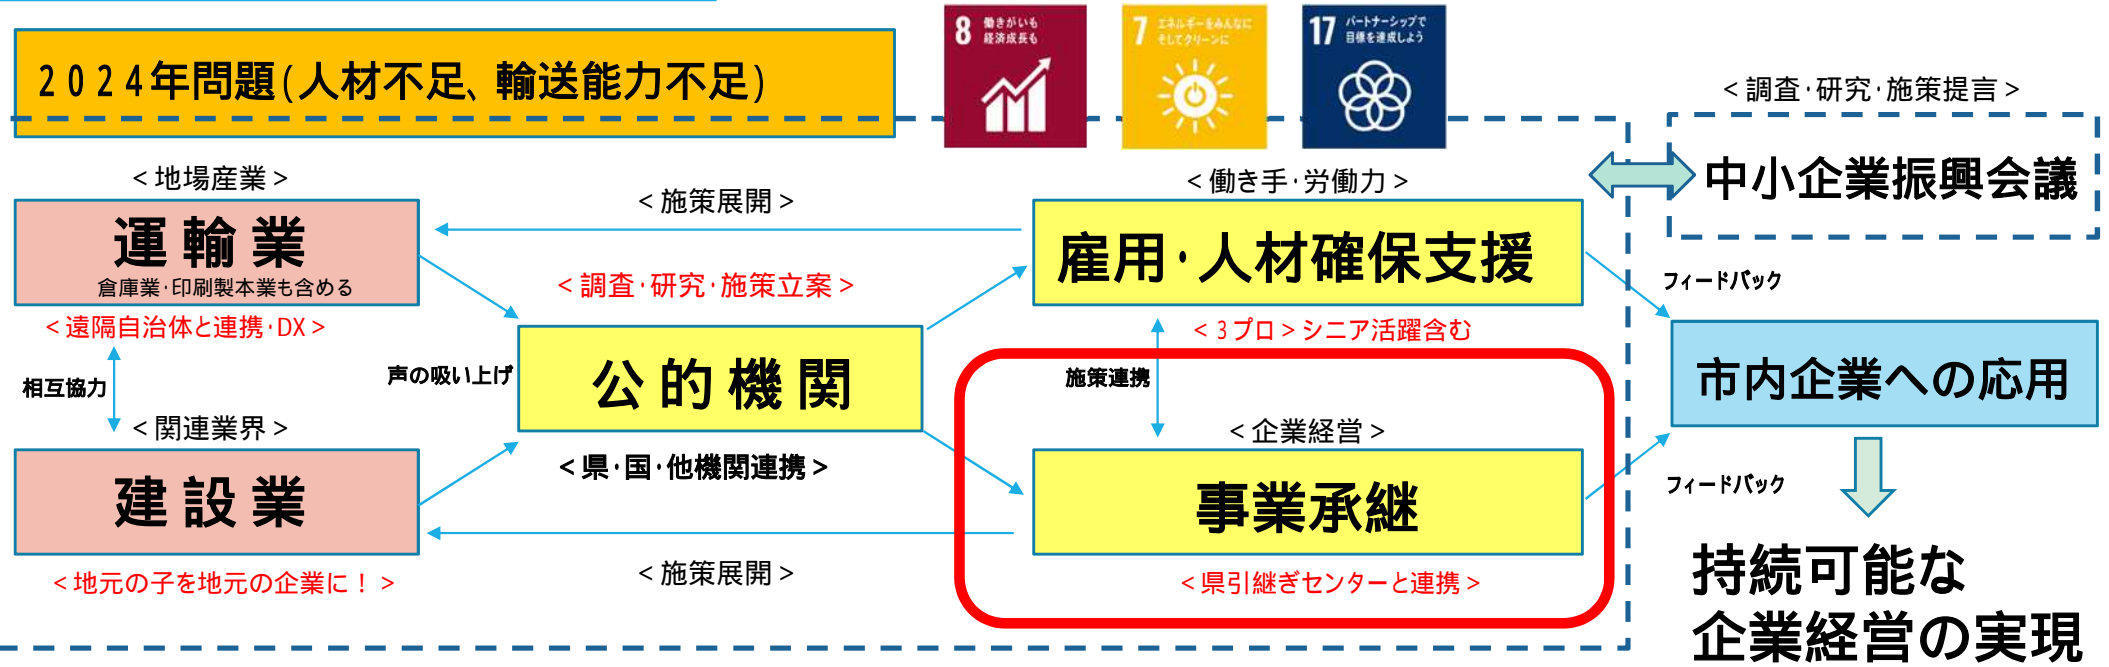 2024年問題(人材不足、輸送能力不足)
8 働きがいも
経済成長も
7 エネルギーをみんなに
そしてクリーンに
17 パートナーシップで
目標を達成しよう
<調査・研究・施策提言>
中小企業振興会議
<地場産業>
運輸業
倉庫業・印刷製本業も含める
<遠隔自治体と連携・DX>
相互協力
<関連業界>
建設業
<地元の子を地元の企業に!>
<施策展開>
<調査・研究・施策立案>
声の吸い上げ
公的機関
<県・国・他機関連携>
<施策展開>
<働き手・労働力>
雇用・人材確保支援
<3プロ>シニア活躍含む
施策連携
<企業経営>
事業承継
<県引継ぎセンターと連携>
フィードバック
市内企業への応用
フィードバック
持続可能な
企業経営の実現